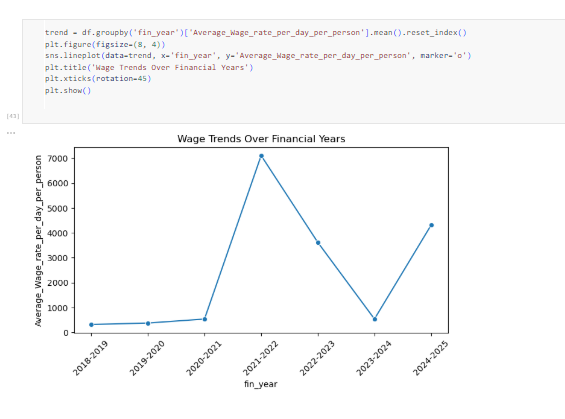 trend = df.groupby('fin_year')['Average_Wage_rate_per_day_per_person'].mean().reset_index()
plt.figure(figsize=(8, 4))
sns.lineplot(data=trend, x='fin_year', y='Average_Wage_rate_per_day_per_person', marker='o')
plt.title('Wage Trends Over Financial Years')
plt.xticks(rotation=45)
plt.show()
...
Wage Trends Over Financial Years
Average_Wage_rate_per_day_per_person
7000
6000
5000
4000
3000
2000
1000
0
2018-2019
2019-2020
2020-2021
2021-2022
2022-2023
2023-2024
2024-2025
fin_year